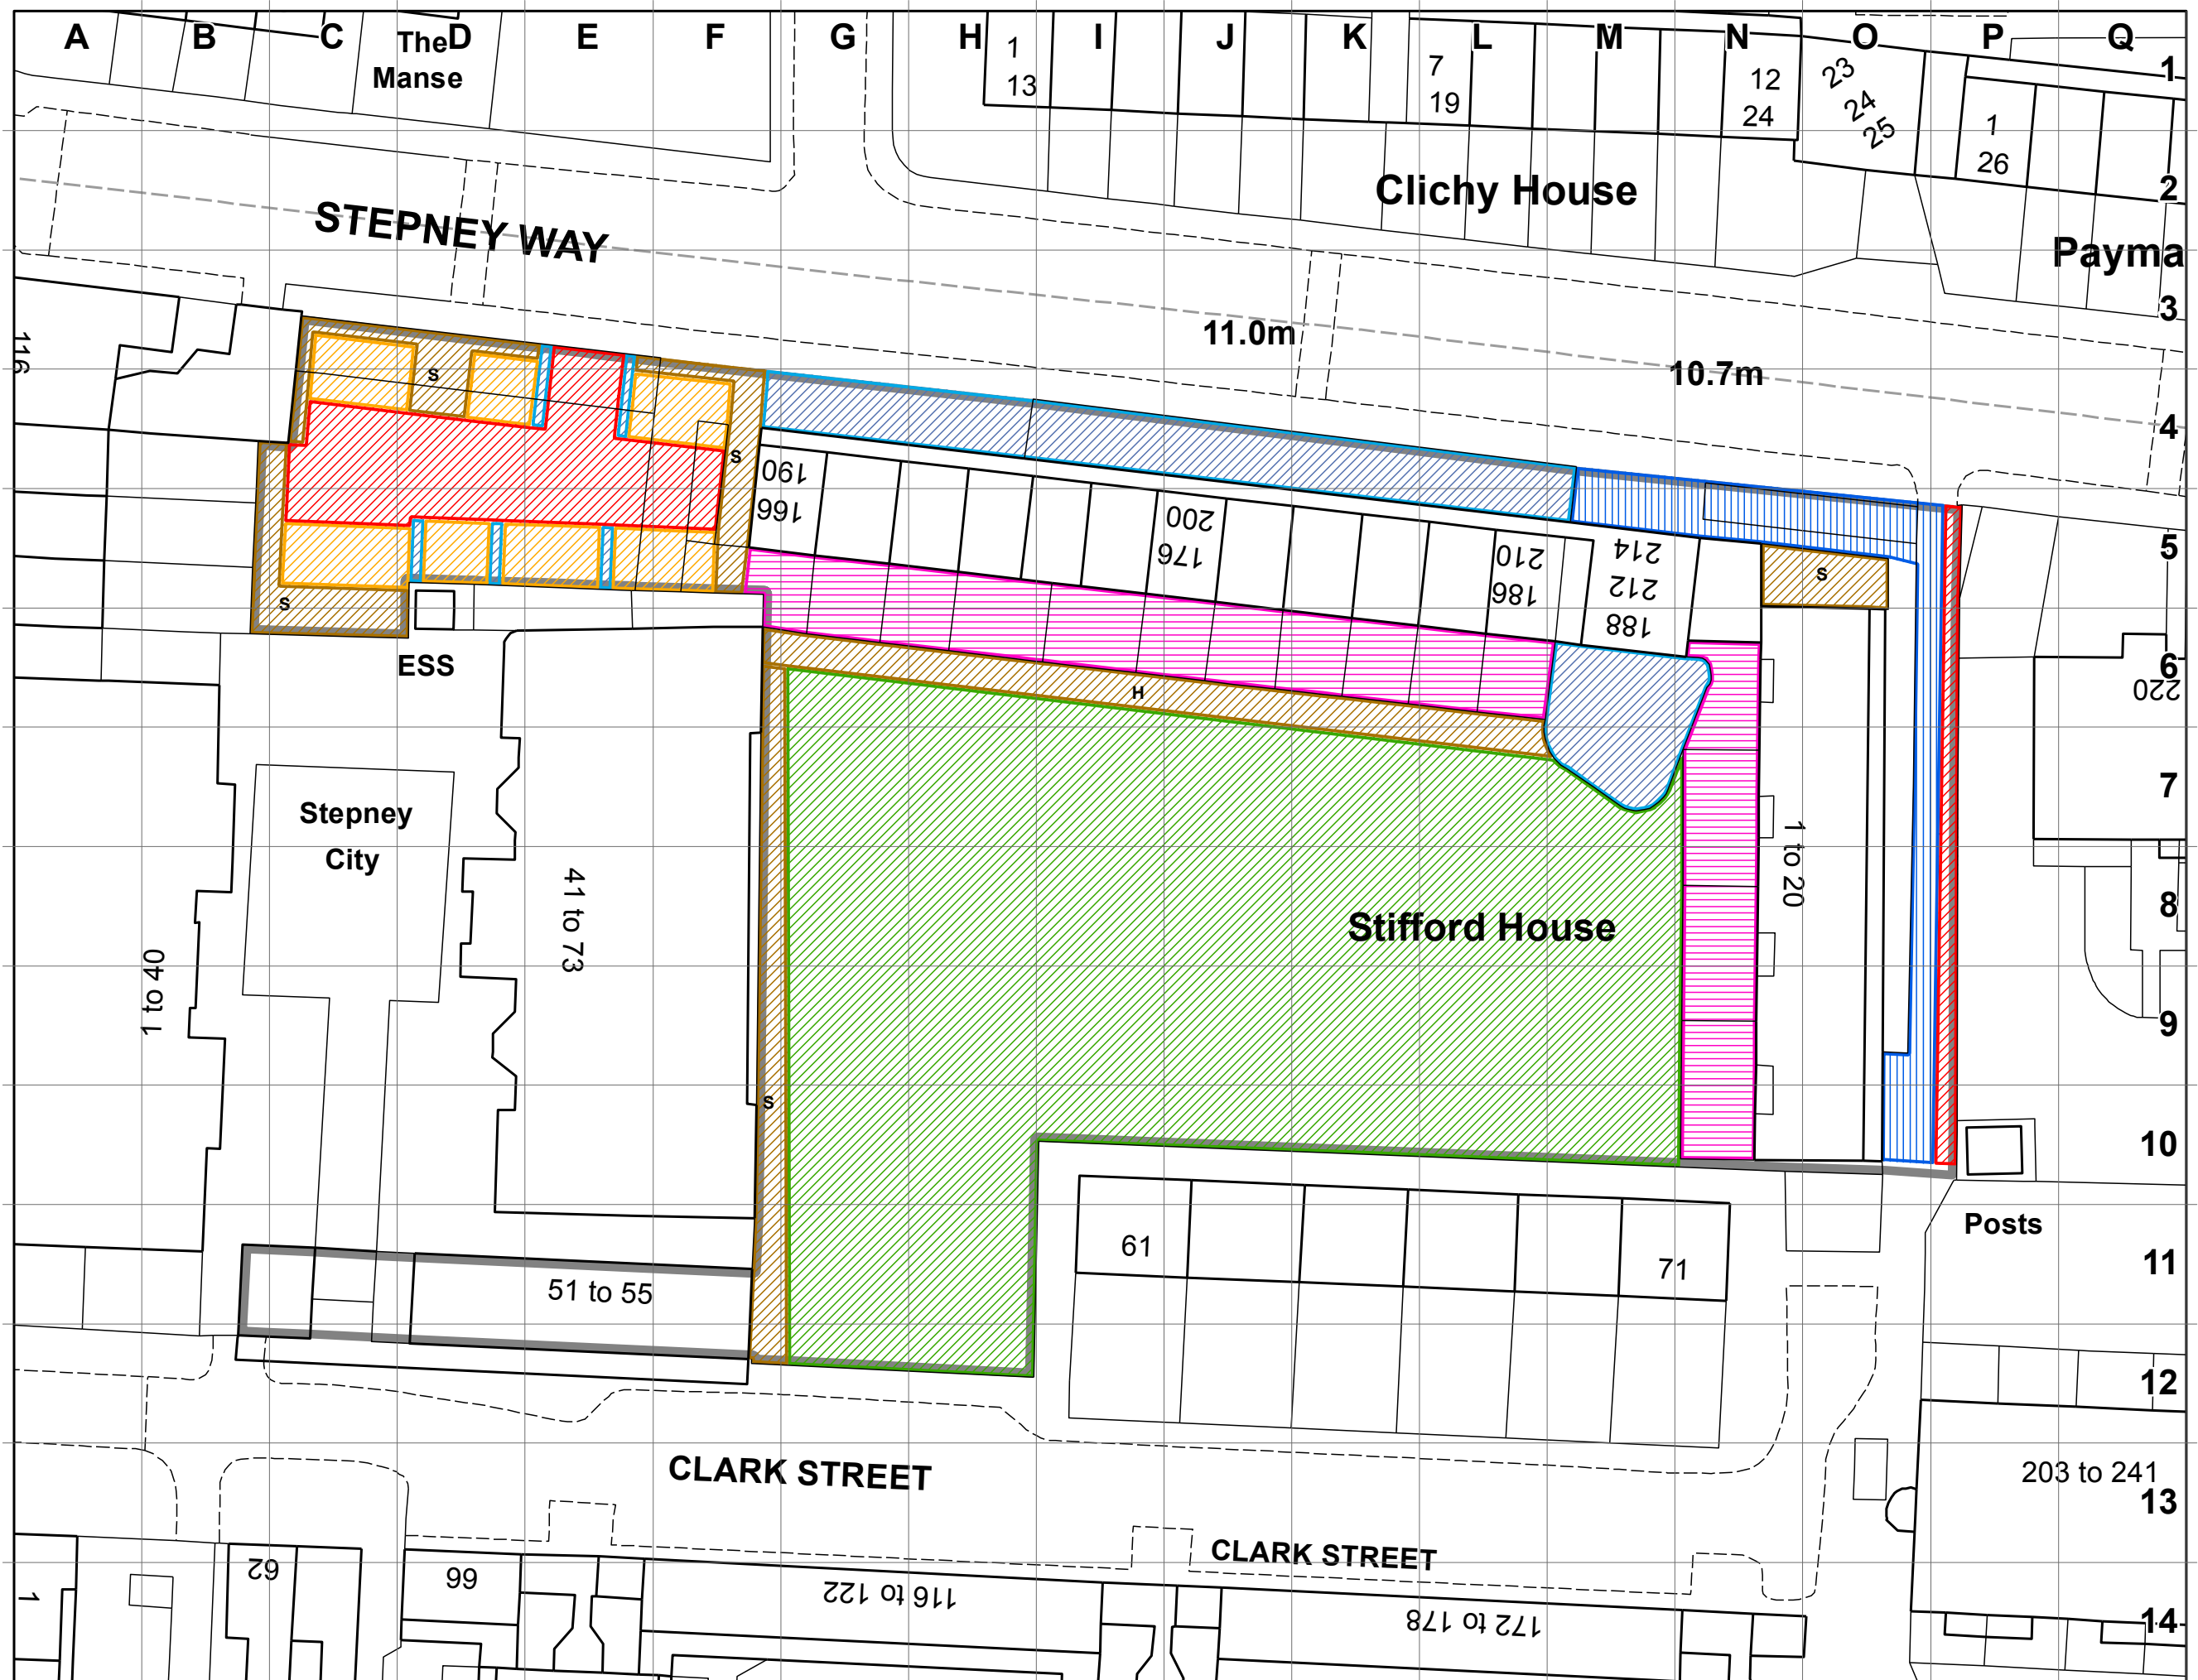 A B C D E F G H I J K L M N O P Q
1
2
3
4
5
6
7
8
9
10
11
12
13
14
The
Manse
1
13
7
19
12
24
23
24
25
1
26
Clichy House
Payma
STEPNEY WAY
11.0m
10.7m
116
S
S
S
S
S
H
190
166
200
176
210
186
214
212
188
220
ESS
Stepney
City
1 to 40
41 to 73
51 to 55
Stifford House
1 to 20
61
71
Posts
CLARK STREET
CLARK STREET
203 to 241
1
62
66
116 to 122
172 to 178